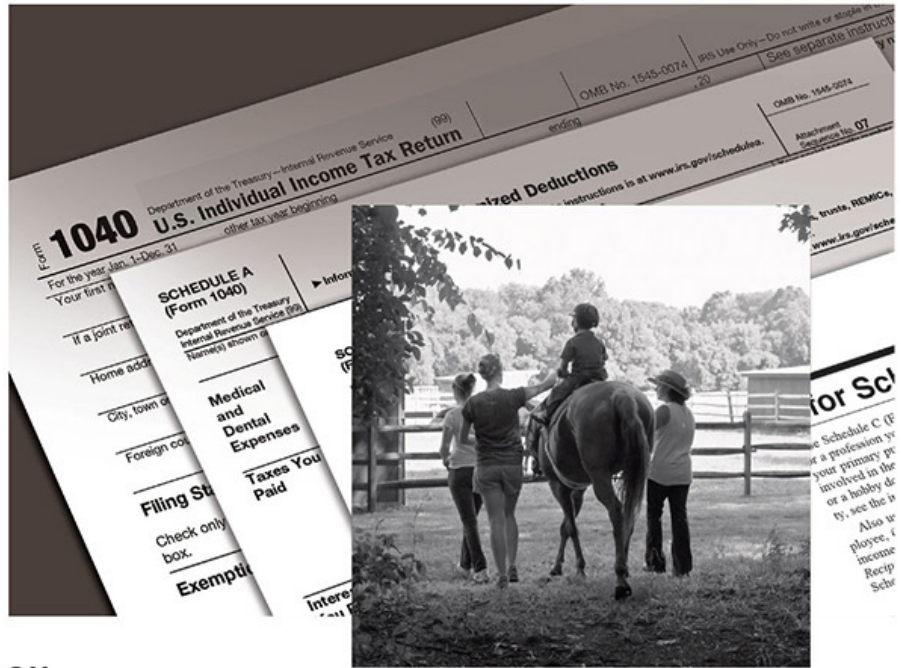 IRS Use Only—Do not write or staple in
OMB No. 1545-0074
, 20
See separate instructi
Department of the Treasury—Internal Revenue Service
(99)
Form
1040
U.S. Individual Income Tax Return
For the year Jan. 1–Dec. 31
other tax year beginning
ending
Your first n
If a joint ret
Home addr
City, town o
Foreign cou
Filing Sta
Check only
box.
Exemptio
OMB No. 1545-0074
Attachment
Sequence No. 07
SCHEDULE A
(Form 1040)
ized Deductions
▶ Inform
instructions is at www.irs.gov/schedulea.
Department of the Treasury
Internal Revenue Service (99)
Name(s) shown o
Medical
and
Dental
Expenses
Taxes You
Paid
Intere
SC
(F
, trusts, REMICs,
www.irs.gov/sche
for Sch
e Schedule C (F
r a profession yo
your primary pu
involved in the
or a hobby do
ty, see the i
Also u
ployee, (
income
Recip
Sche